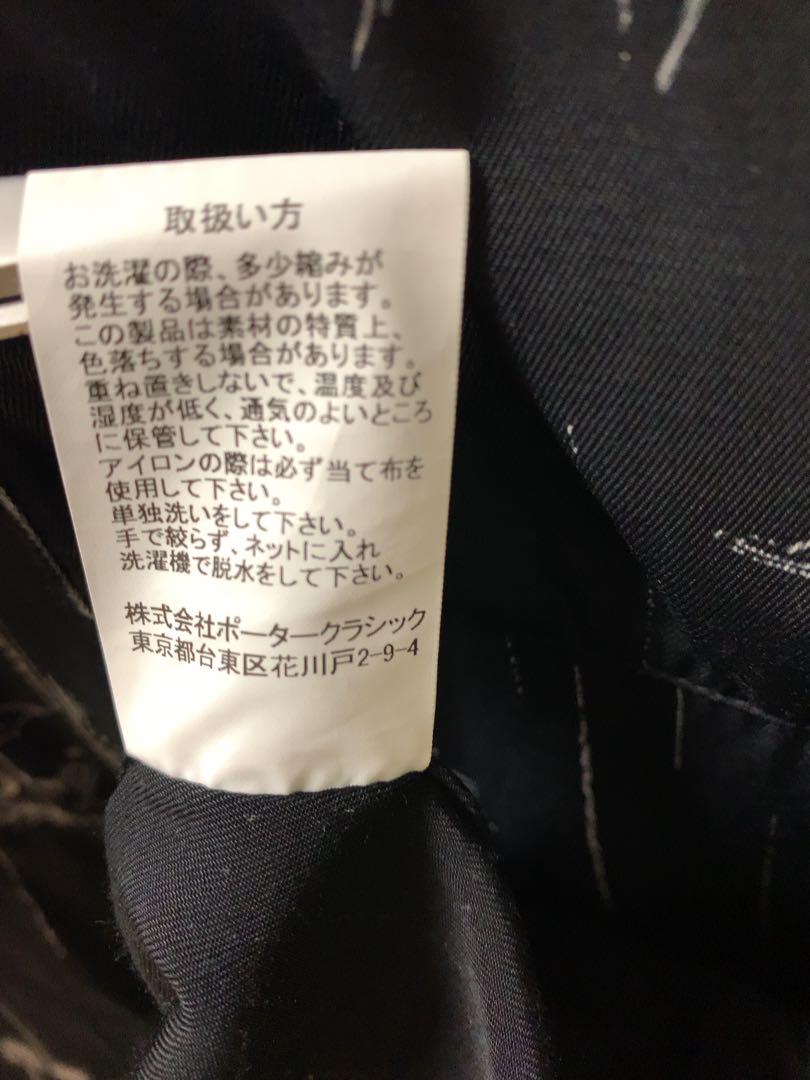 取扱い方
お洗濯の際、多少縮みが
発生する場合があります。
この製品は素材の特質上、
色落ちする場合があります。
重ね置きしないで、温度及び
湿度が低く、通気のよいところ
に保管して下さい。
アイロンの際は必ず当て布を
使用して下さい。
単独洗いをして下さい。
手で絞らず、ネットに入れ
洗濯機で脱水をして下さい。
株式会社ポータークラシック
東京都台東区花川戸2-9-4